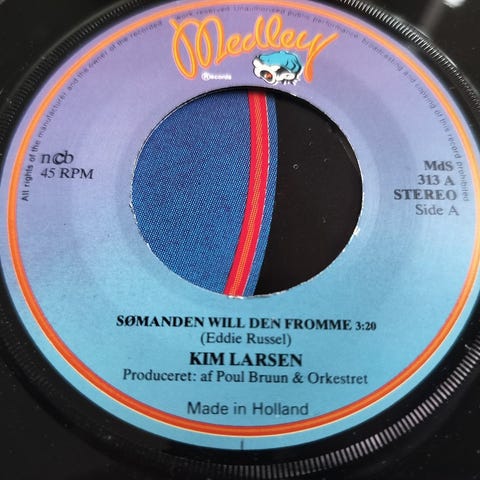 Medley
® Records
All rights of the manufacturer and the owner of the recorded work reserved. Unauthorised public performance, broadcasting and copying of this record prohibited
ncb
45 RPM
MdS
313 A
STEREO
Side A
SØMANDEN WILL DEN FROMME 3:20
(Eddie Russel)
KIM LARSEN
Produceret: af Poul Bruun & Orkestret
Made in Holland